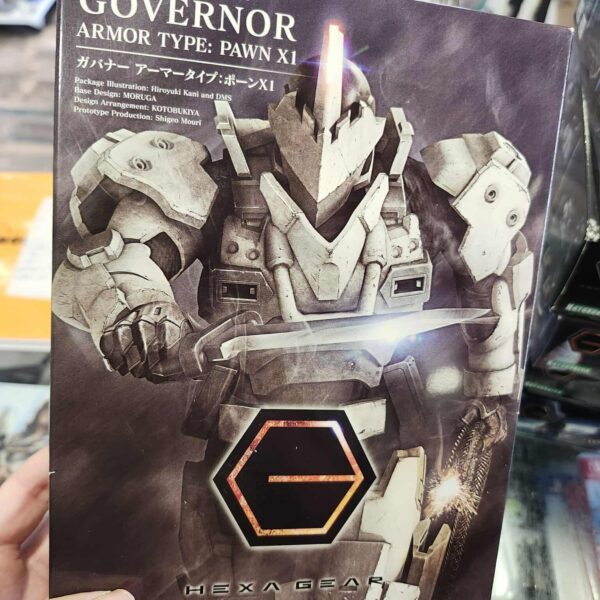 GOVERNOR
ARMOR TYPE: PAWN X1
ガバナー アーマータイプ:ポーンX1
Package Illustration: Hiroyuki Kani and DMS
Base Design: MORUGA
Design Arrangement: KOTOBUKIYA
Prototype Production: Shigeo Mouri
HEXA GEAR